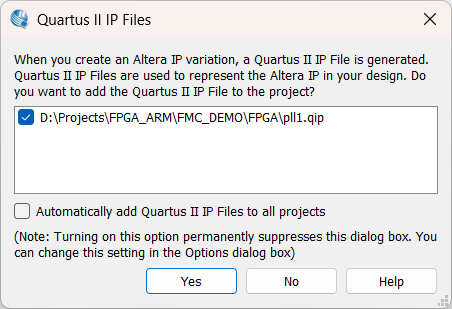 Quartus II IP Files
When you create an Altera IP variation, a Quartus II IP File is generated.
Quartus II IP Files are used to represent the Altera IP in your design. Do
you want to add the Quartus II IP File to the project?
D:\Projects\FPGA_ARM\FMC_DEMO\FPGA\pll1.qip
Automatically add Quartus II IP Files to all projects
(Note: Turning on this option permanently suppresses this dialog box. You
can change this setting in the Options dialog box)
Yes No Help